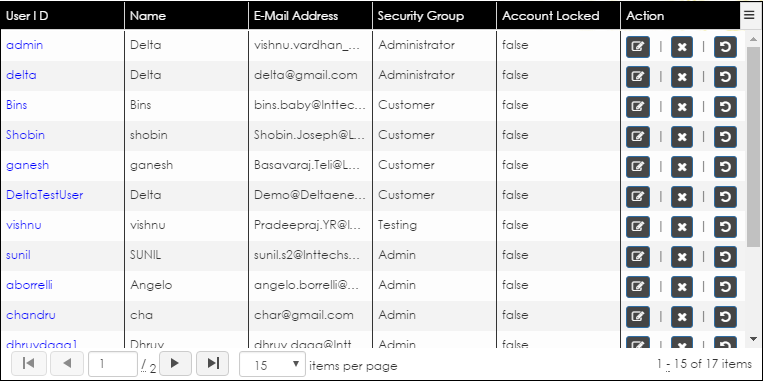 User I D Name E-Mail Address Security Group Account Locked Action
admin Delta vishnu.vardhan_... Administrator false | |
delta Delta delta@gmail.com Administrator false | |
Bins Bins bins.baby@lnttec... Customer false | |
Shobin shobin Shobin.Joseph@L... Customer false | |
ganesh ganesh Basavaraj.Teli@L... Customer false | |
DeltaTestUser Delta Demo@Deltaene... Customer false | |
vishnu vishnu Pradeepraj.YR@l... Testing false | |
sunil SUNIL sunil.s2@lnttechs... Admin false | |
aborrelli Angelo angelo.borrelli@... Admin false | |
chandru cha char@gmail.com Admin false | |
dhruvdaga1 Dhruv dhruv.daga@lntt... Admin false | |
1 / 2 15 items per page 1 - 15 of 17 items